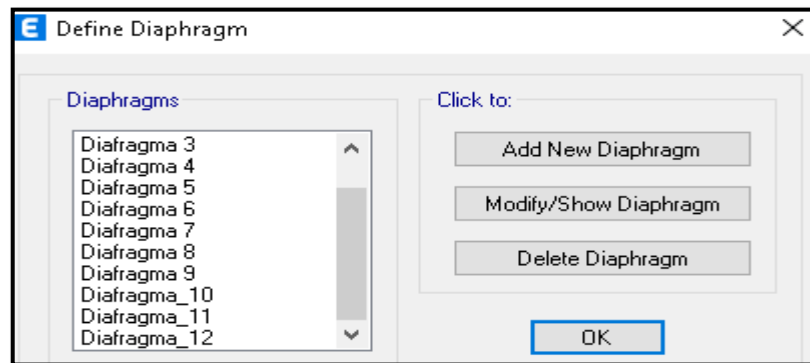 E Define Diaphragm
Diaphragms
Diafragma 3
Diafragma 4
Diafragma 5
Diafragma 6
Diafragma 7
Diafragma 8
Diafragma 9
Diafragma_10
Diafragma_11
Diafragma_12
Click to:
Add New Diaphragm
Modify/Show Diaphragm
Delete Diaphragm
OK